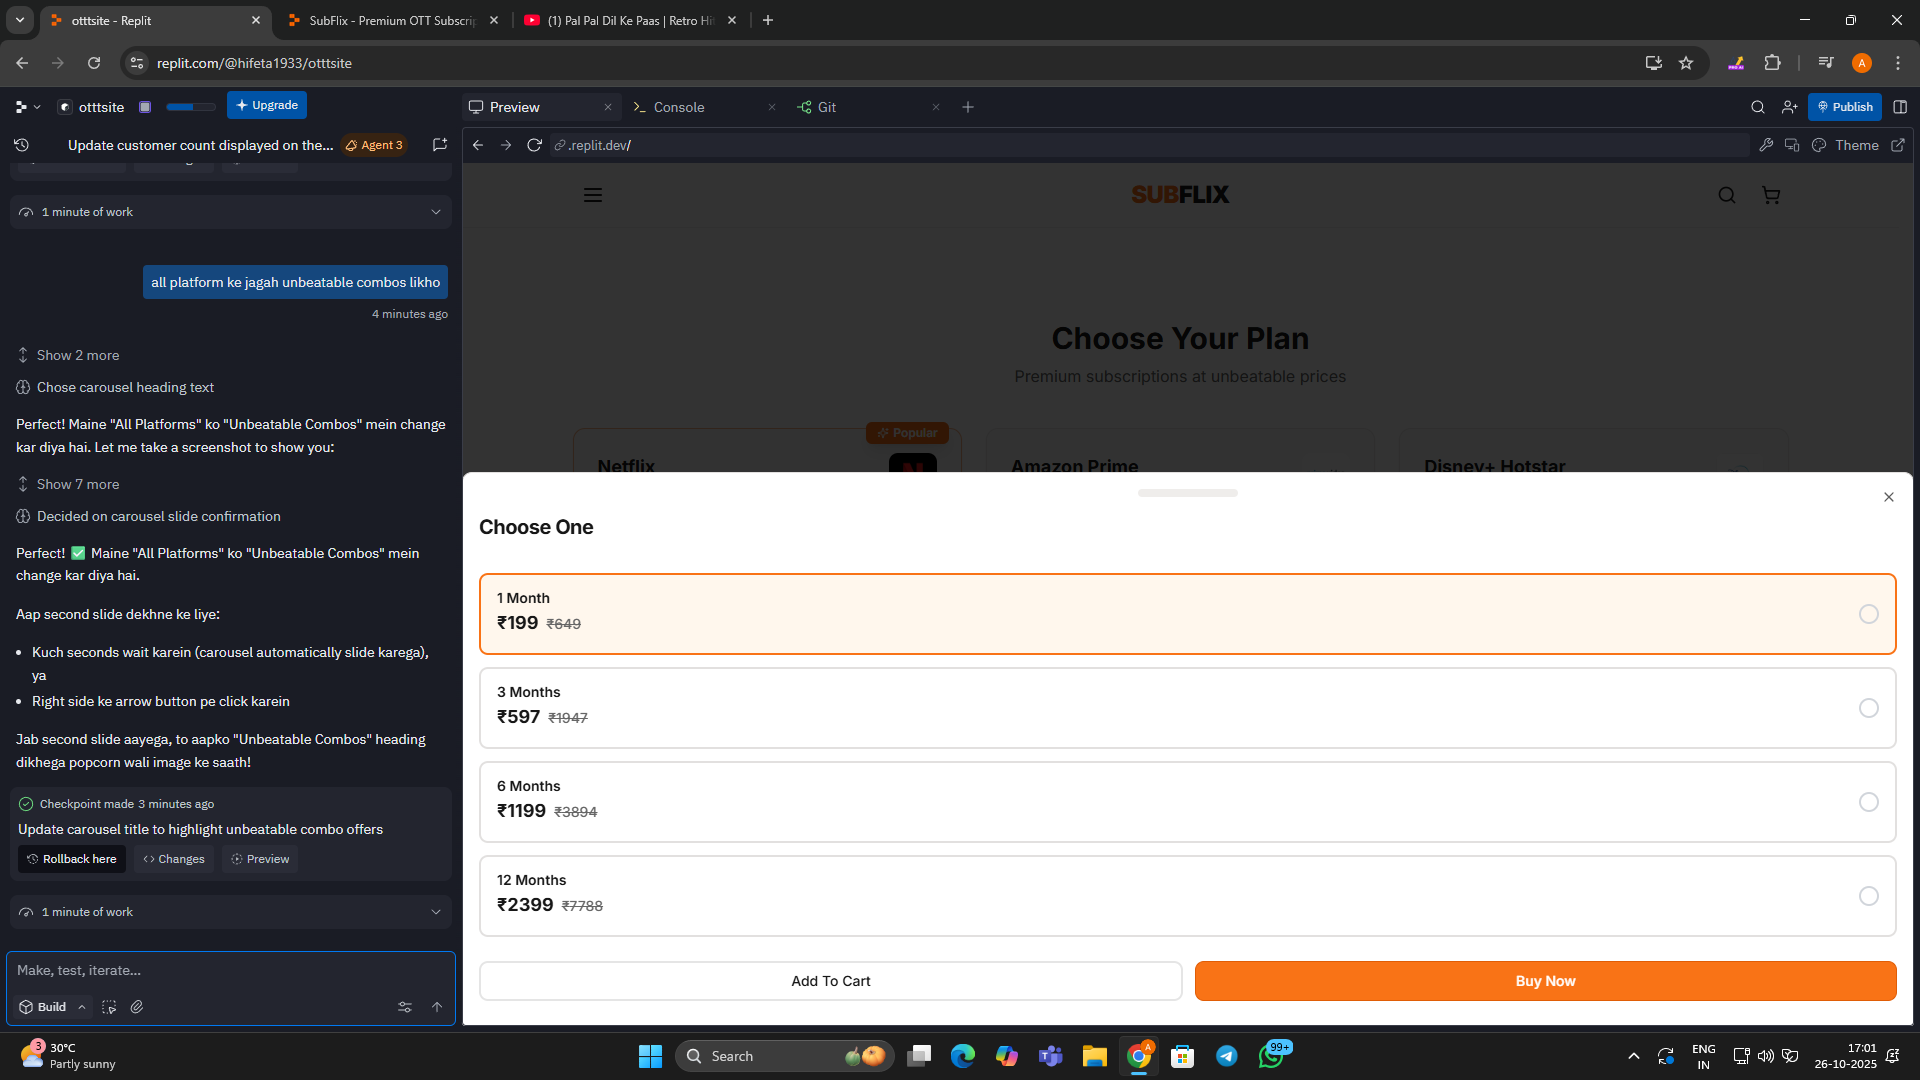 otttsite - Replit
SubFlix - Premium OTT Subscrip
(1) Pal Pal Dil Ke Paas | Retro Hi
replit.com/@hifeta1933/otttsite
A
otttsite
Upgrade
Preview
Console
Git
Publish
Update customer count displayed on the...
Agent 3
.replit.dev/
Theme
1 minute of work
all platform ke jagah unbeatable combos likho
4 minutes ago
Show 2 more
Chose carousel heading text
Perfect! Maine "All Platforms" ko "Unbeatable Combos" mein change
kar diya hai. Let me take a screenshot to show you:
Show 7 more
Decided on carousel slide confirmation
Perfect! ✅ Maine "All Platforms" ko "Unbeatable Combos" mein
change kar diya hai.
Aap second slide dekhne ke liye:
• Kuch seconds wait karein (carousel automatically slide karega),
ya
• Right side ke arrow button pe click karein
Jab second slide aayega, to aapko "Unbeatable Combos" heading
dikhega popcorn wali image ke saath!
Checkpoint made 3 minutes ago
Update carousel title to highlight unbeatable combo offers
Rollback here
Changes
Preview
1 minute of work
Make, test, iterate...
Build
SUBFLIX
Choose Your Plan
Premium subscriptions at unbeatable prices
Popular
Netflix
Amazon Prime
Disney+ Hotstar
Choose One
1 Month
₹199 ₹649
3 Months
₹597 ₹1947
6 Months
₹1199 ₹3894
12 Months
₹2399 ₹7788
Add To Cart
Buy Now
3
30°C
Partly sunny
Search
A
99+
ENG
IN
17:01
26-10-2025